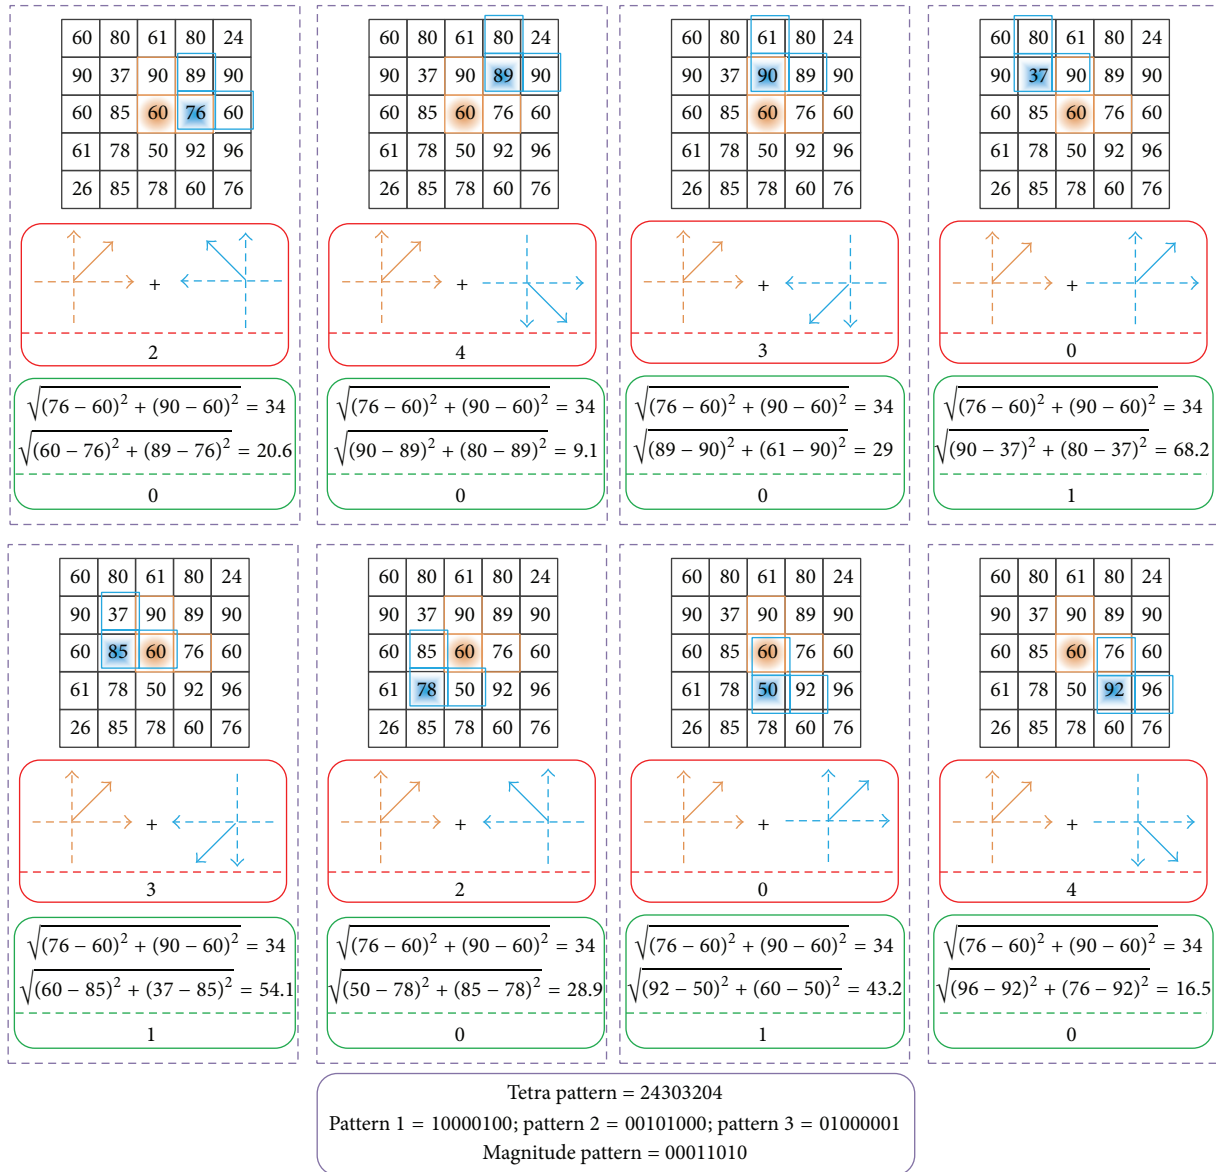 60 80 61 80 24
90 37 90 89 90
60 85 60 76 60
61 78 50 92 96
26 85 78 60 76
+
2
√(76 − 60)² + (90 − 60)² = 34
√(60 − 76)² + (89 − 76)² = 20.6
0
60 80 61 80 24
90 37 90 89 90
60 85 60 76 60
61 78 50 92 96
26 85 78 60 76
+
4
√(76 − 60)² + (90 − 60)² = 34
√(90 − 89)² + (80 − 89)² = 9.1
0
60 80 61 80 24
90 37 90 89 90
60 85 60 76 60
61 78 50 92 96
26 85 78 60 76
+
3
√(76 − 60)² + (90 − 60)² = 34
√(89 − 90)² + (61 − 90)² = 29
0
60 80 61 80 24
90 37 90 89 90
60 85 60 76 60
61 78 50 92 96
26 85 78 60 76
+
0
√(76 − 60)² + (90 − 60)² = 34
√(90 − 37)² + (80 − 37)² = 68.2
1
60 80 61 80 24
90 37 90 89 90
60 85 60 76 60
61 78 50 92 96
26 85 78 60 76
+
3
√(76 − 60)² + (90 − 60)² = 34
√(60 − 85)² + (37 − 85)² = 54.1
1
60 80 61 80 24
90 37 90 89 90
60 85 60 76 60
61 78 50 92 96
26 85 78 60 76
+
2
√(76 − 60)² + (90 − 60)² = 34
√(50 − 78)² + (85 − 78)² = 28.9
0
60 80 61 80 24
90 37 90 89 90
60 85 60 76 60
61 78 50 92 96
26 85 78 60 76
+
0
√(76 − 60)² + (90 − 60)² = 34
√(92 − 50)² + (60 − 50)² = 43.2
1
60 80 61 80 24
90 37 90 89 90
60 85 60 76 60
61 78 50 92 96
26 85 78 60 76
+
4
√(76 − 60)² + (90 − 60)² = 34
√(96 − 92)² + (76 − 92)² = 16.5
0
Tetra pattern = 24303204
Pattern 1 = 10000100; pattern 2 = 00101000; pattern 3 = 01000001
Magnitude pattern = 00011010